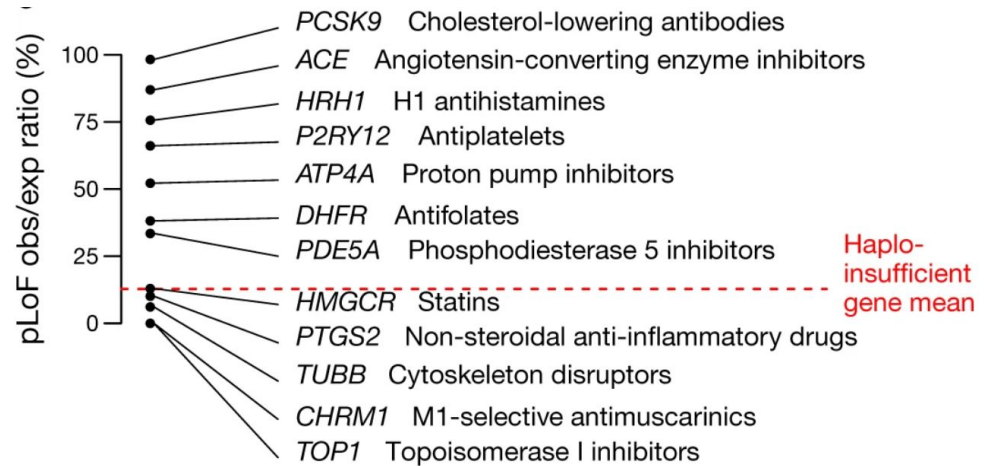 pLoF obs/exp ratio (%)
100
75
50
25
0
PCSK9 Cholesterol-lowering antibodies
ACE Angiotensin-converting enzyme inhibitors
HRH1 H1 antihistamines
P2RY12 Antiplatelets
ATP4A Proton pump inhibitors
DHFR Antifolates
PDE5A Phosphodiesterase 5 inhibitors
HMGCR Statins
PTGS2 Non-steroidal anti-inflammatory drugs
TUBB Cytoskeleton disruptors
CHRM1 M1-selective antimuscarinics
TOP1 Topoisomerase I inhibitors
Haplo-
insufficient
gene mean